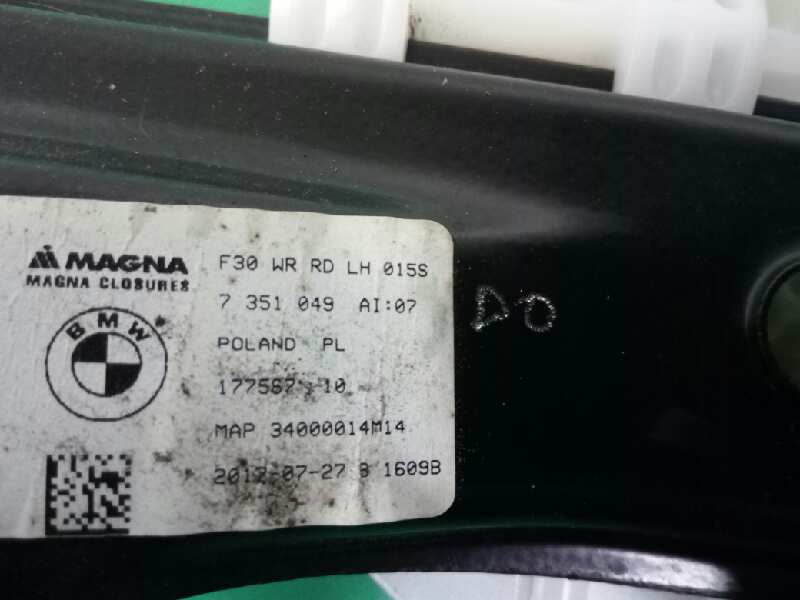 MAGNA
MAGNA CLOSURES
BMW
F30 WR RD LH 015S
7 351 049 AI:07
POLAND PL
MAP 34000014M14
1609B
DO